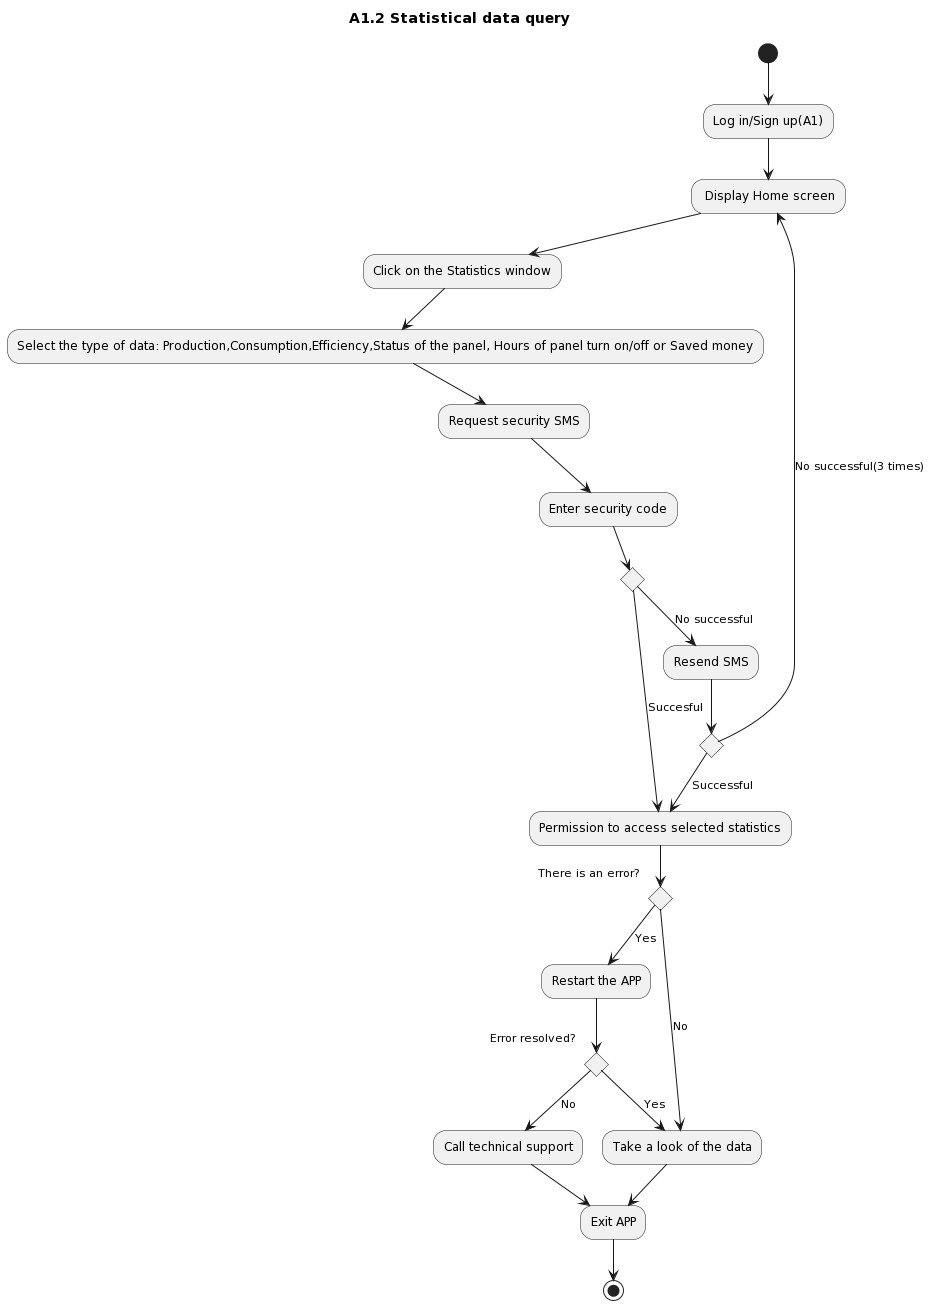 A1.2 Statistical data query
Log in/Sign up(A1)
Display Home screen
Click on the Statistics window
Select the type of data: Production,Consumption,Efficiency,Status of the panel, Hours of panel turn on/off or Saved money
Request security SMS
No successful(3 times)
Enter security code
No successful
Resend SMS
Succesful
Successful
Permission to access selected statistics
There is an error?
Yes
Restart the APP
No
Error resolved?
No
Yes
Call technical support
Take a look of the data
Exit APP